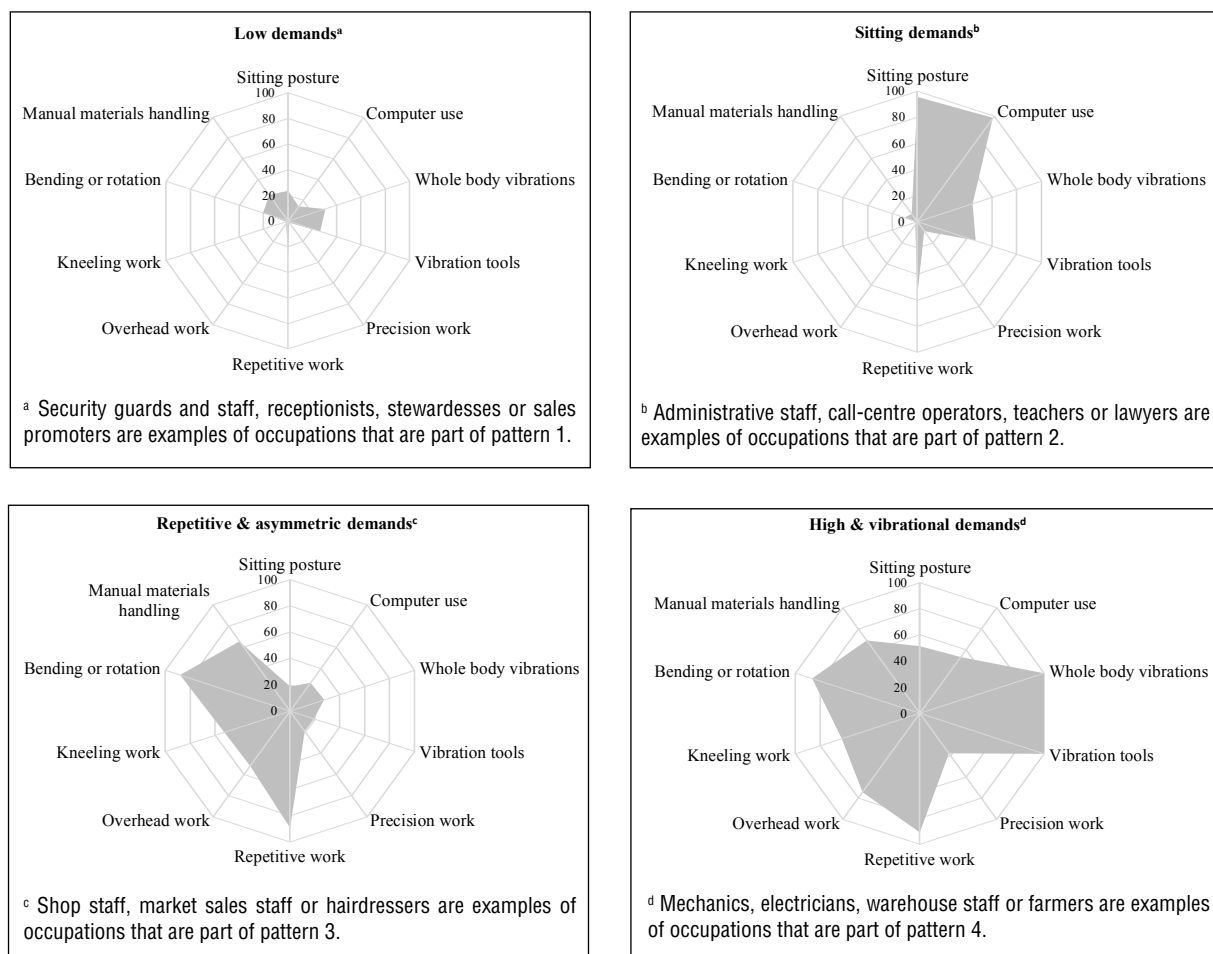 Low demandsᵃ
Sitting posture
100
Manual materials handling
Computer use
80
60
Bending or rotation
40
Whole body vibrations
20
0
Kneeling work
Vibration tools
Overhead work
Precision work
Repetitive work
ᵃ Security guards and staff, receptionists, stewardesses or sales
promoters are examples of occupations that are part of pattern 1.
Sitting demandsᵇ
Sitting posture
100
Manual materials handling
Computer use
80
60
Bending or rotation
40
Whole body vibrations
20
0
Kneeling work
Vibration tools
Overhead work
Precision work
Repetitive work
ᵇ Administrative staff, call-centre operators, teachers or lawyers are
examples of occupations that are part of pattern 2.
Repetitive & asymmetric demandsᶜ
Sitting posture
100
Manual materials
handling
Computer use
80
60
Bending or rotation
40
Whole body vibrations
20
0
Kneeling work
Vibration tools
Overhead work
Precision work
Repetitive work
ᶜ Shop staff, market sales staff or hairdressers are examples of
occupations that are part of pattern 3.
High & vibrational demandsᵈ
Sitting posture
100
Manual materials handling
Computer use
80
60
Bending or rotation
40
Whole body vibrations
20
0
Kneeling work
Vibration tools
Overhead work
Precision work
Repetitive work
ᵈ Mechanics, electricians, warehouse staff or farmers are examples
of occupations that are part of pattern 4.